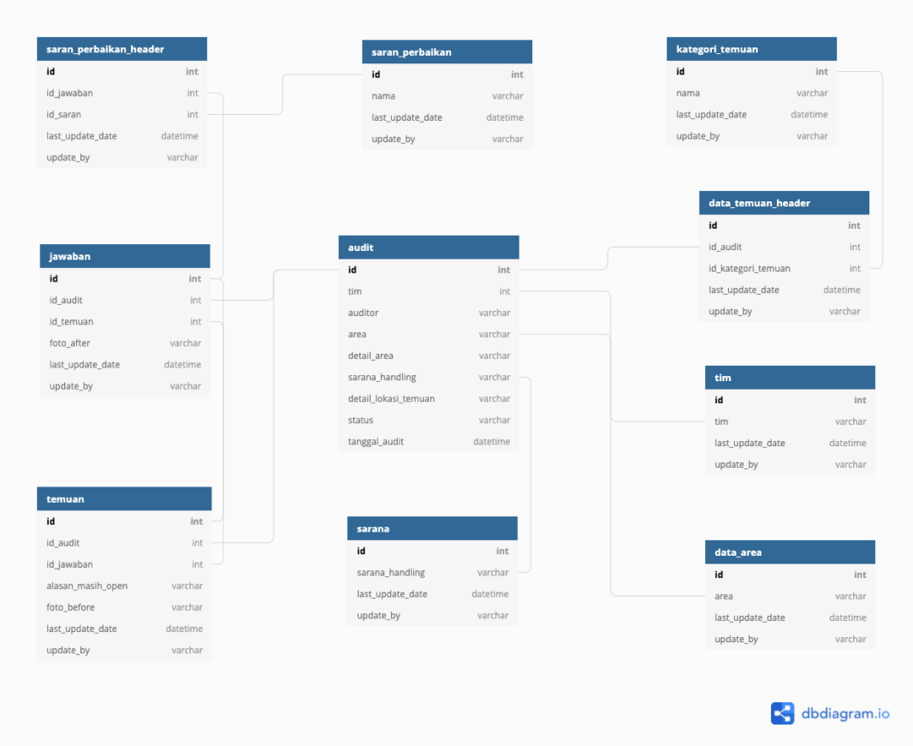 saran_perbaikan_header
id int
id_jawaban int
id_saran int
last_update_date datetime
update_by varchar
saran_perbaikan
id int
nama varchar
last_update_date datetime
update_by varchar
kategori_temuan
id int
nama varchar
last_update_date datetime
update_by varchar
data_temuan_header
id int
id_audit int
id_kategori_temuan int
last_update_date datetime
update_by varchar
jawaban
id int
id_audit int
id_temuan int
foto_after varchar
last_update_date datetime
update_by varchar
audit
id int
tim int
auditor varchar
area varchar
detail_area varchar
sarana_handling varchar
detail_lokasi_temuan varchar
status varchar
tanggal_audit datetime
tim
id int
tim varchar
last_update_date datetime
update_by varchar
temuan
id int
id_audit int
id_jawaban int
alasan_masih_open varchar
foto_before varchar
last_update_date datetime
update_by varchar
sarana
id int
sarana_handling varchar
last_update_date datetime
update_by varchar
data_area
id int
area varchar
last_update_date datetime
update_by varchar
dbdiagram.io